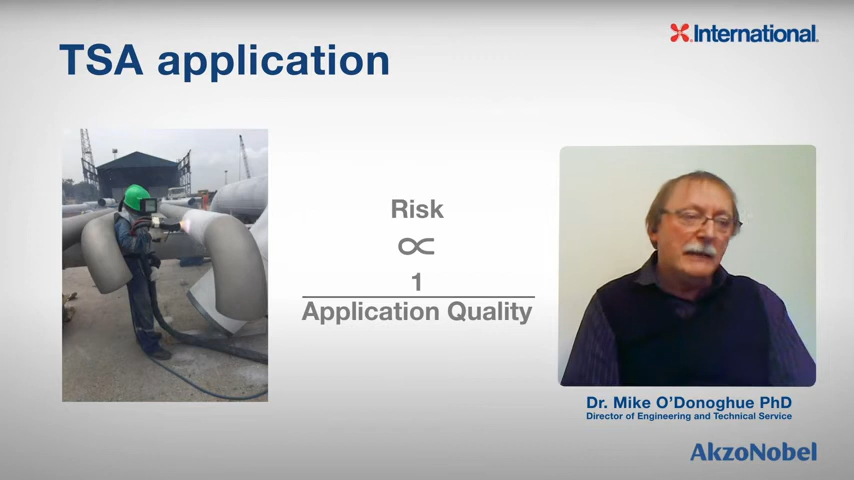 International.
TSA application
Risk
∝
1
Application Quality
Dr. Mike O'Donoghue PhD
Director of Engineering and Technical Service
AkzoNobel